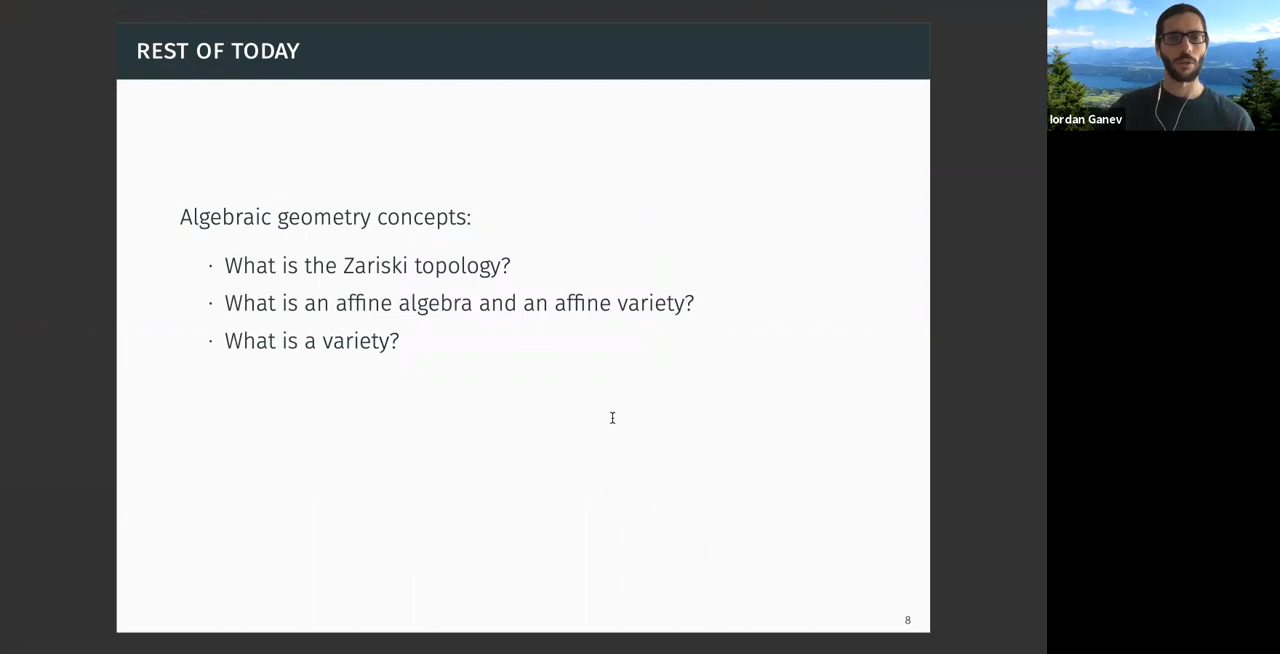 REST OF TODAY
Iordan Ganev
Algebraic geometry concepts:
· What is the Zariski topology?
· What is an affine algebra and an affine variety?
· What is a variety?
8